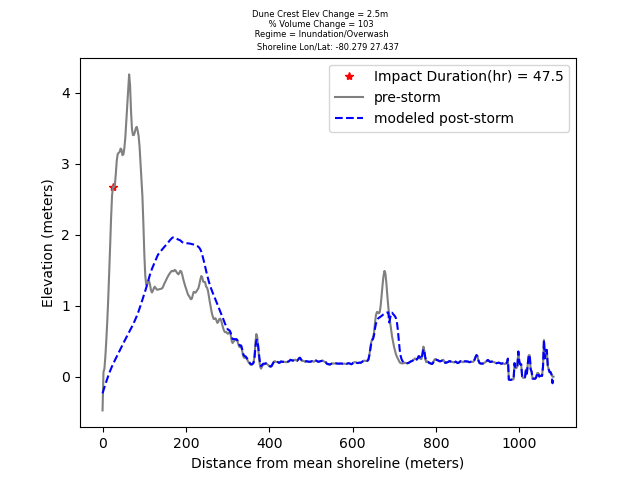 Dune Crest Elev Change = 2.5m
% Volume Change = 103
Regime = Inundation/Overwash
Shoreline Lon/Lat: -80.279 27.437
Impact Duration(hr) = 47.5
pre-storm
modeled post-storm
Elevation (meters)
4
3
2
1
0
0 200 400 600 800 1000
Distance from mean shoreline (meters)